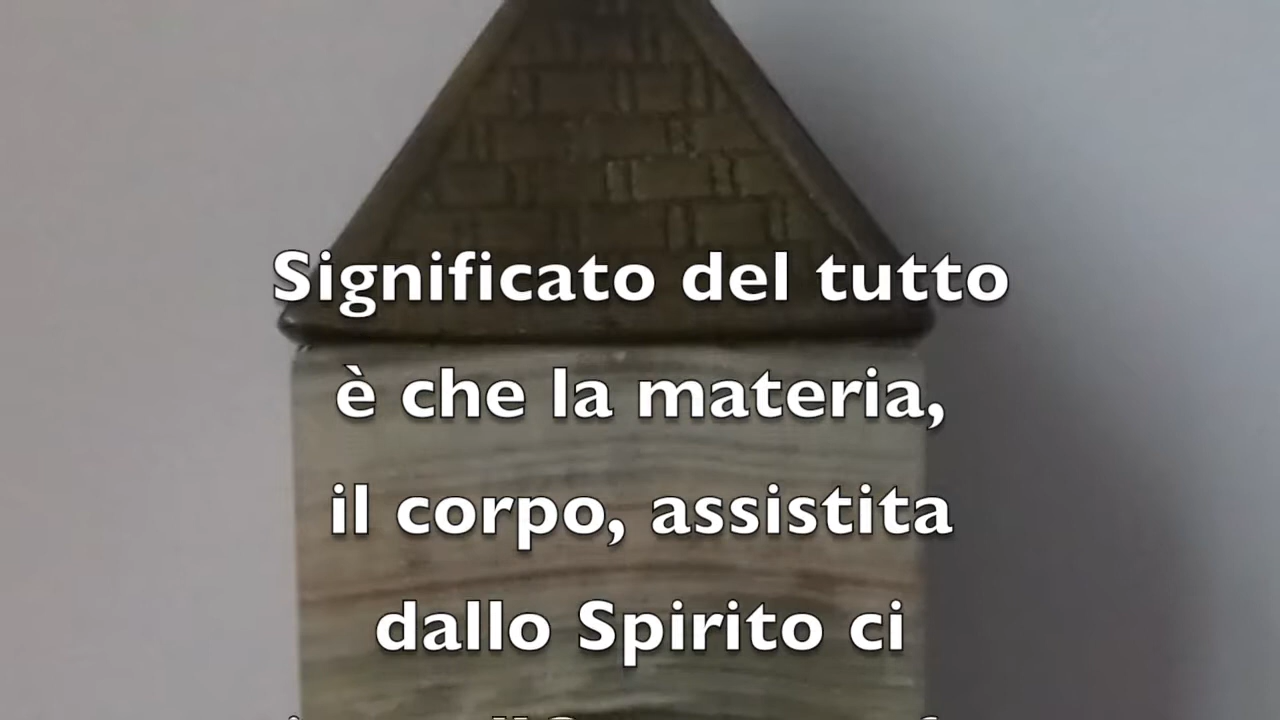 Significato del tutto
è che la materia,
il corpo, assistita
dallo Spirito ci